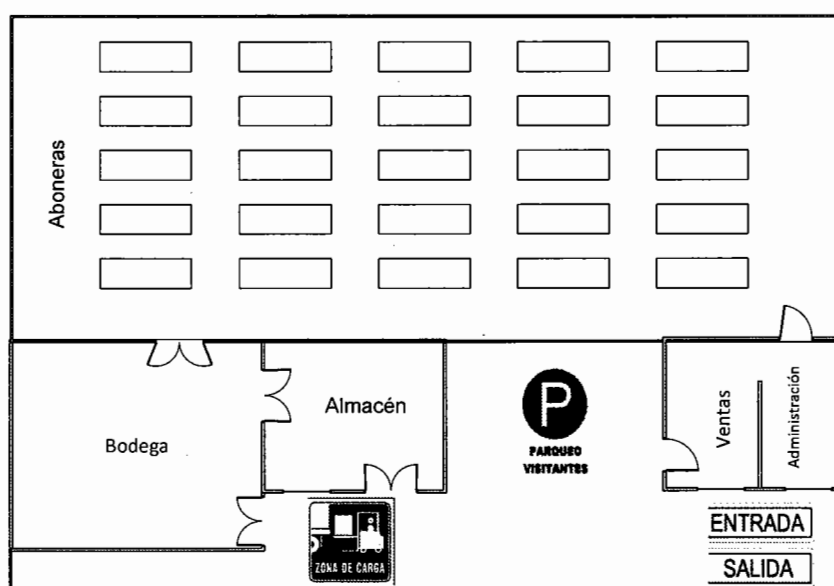 Aboneras
Bodega
Almacén
P
PARQUEO
VISITANTES
Ventas
Administración
ZONA DE CARGA
ENTRADA
SALIDA